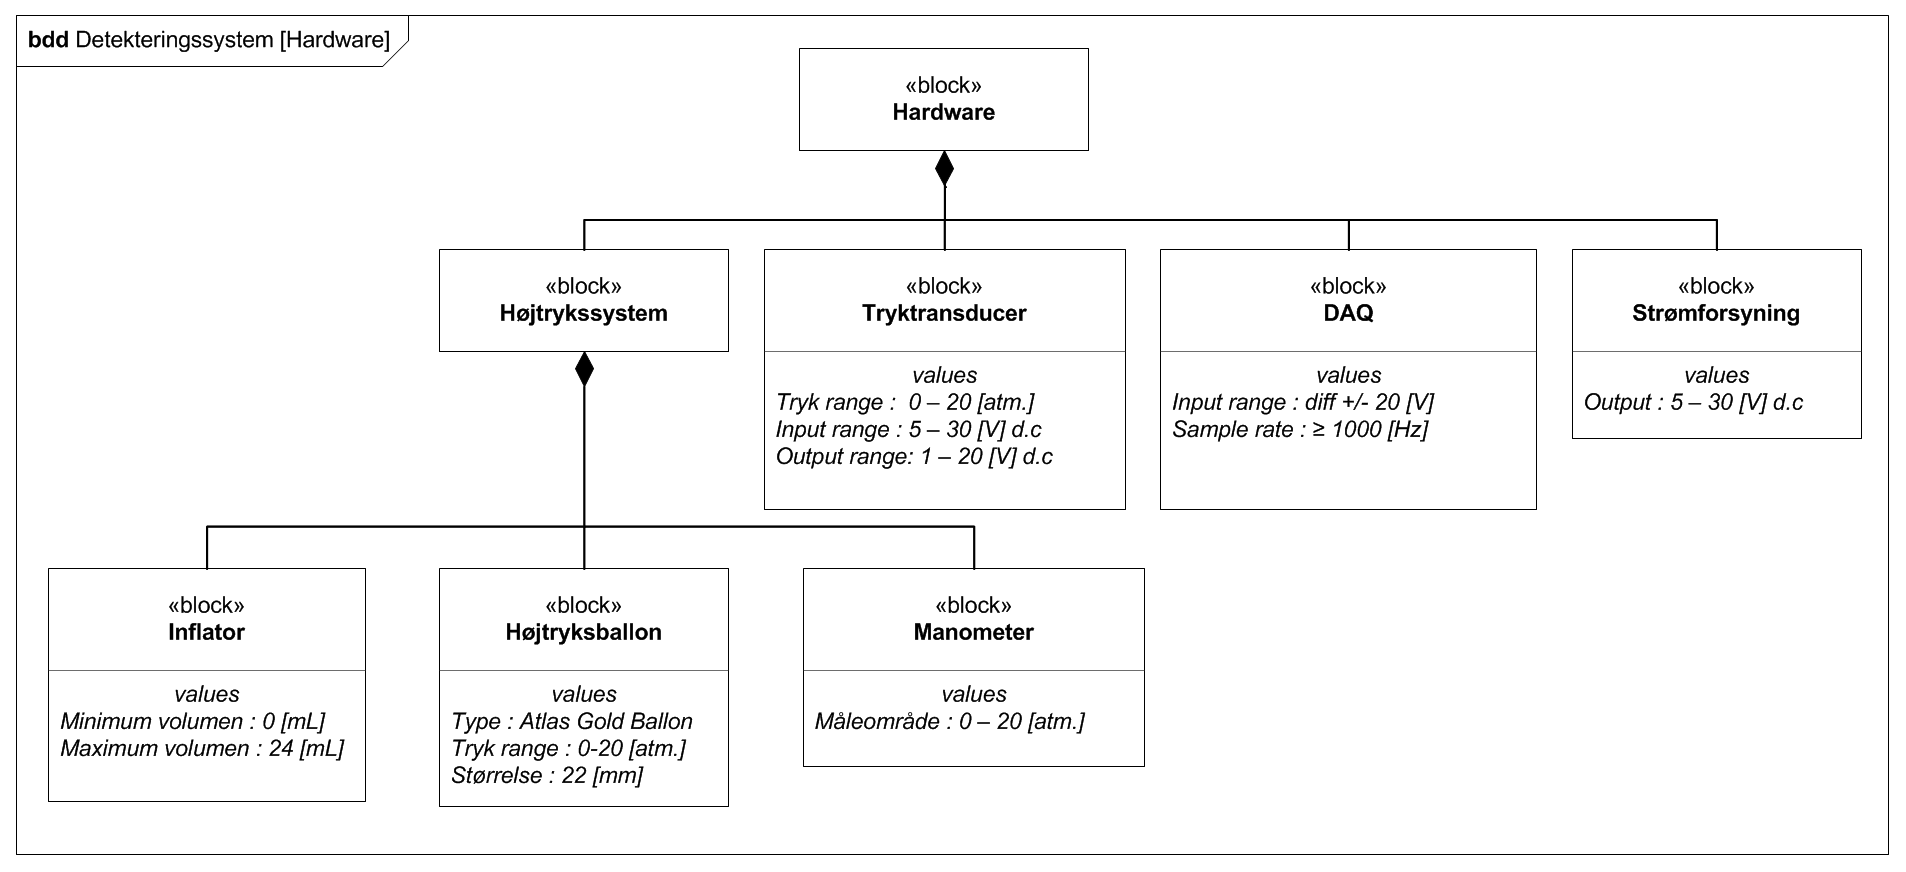 bdd Detekteringssystem [Hardware]
«block»
Hardware
«block»
Højtrykssystem
«block»
Tryktransducer
values
Tryk range :  0 – 20 [atm.]
Input range : 5 – 30 [V] d.c
Output range: 1 – 20 [V] d.c
«block»
DAQ
values
Input range : diff +/- 20 [V]
Sample rate : ≥ 1000 [Hz]
«block»
Strømforsyning
values
Output : 5 – 30 [V] d.c
«block»
Inflator
values
Minimum volumen : 0 [mL]
Maximum volumen : 24 [mL]
«block»
Højtryksballon
values
Type : Atlas Gold Ballon
Tryk range : 0-20 [atm.]
Størrelse : 22 [mm]
«block»
Manometer
values
Måleområde : 0 – 20 [atm.]